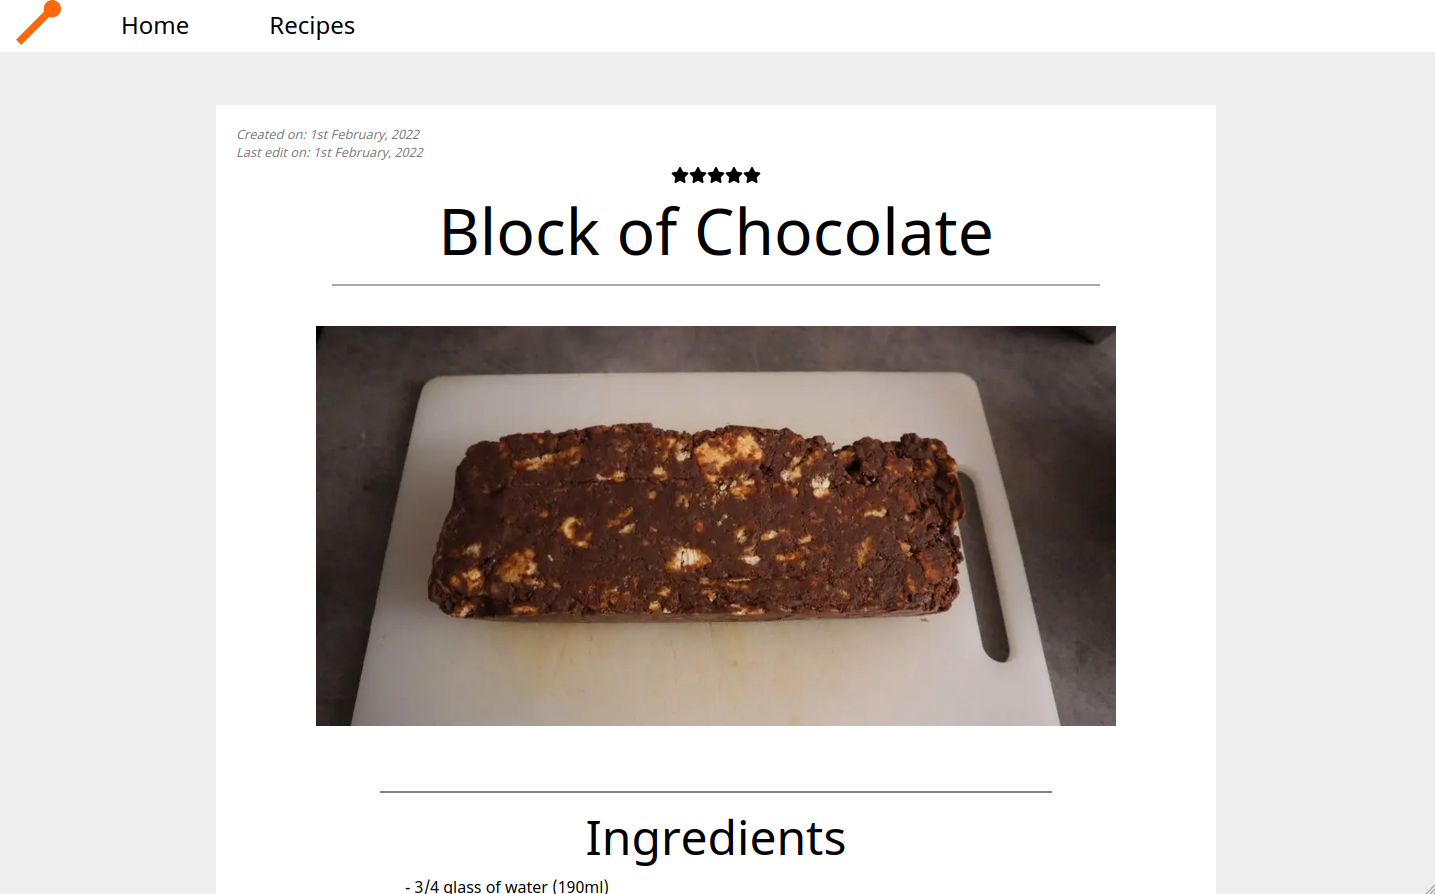 Home Recipes
Created on: 1st February, 2022
Last edit on: 1st February, 2022
Block of Chocolate
Ingredients
- 3/4 glass of water (190ml)